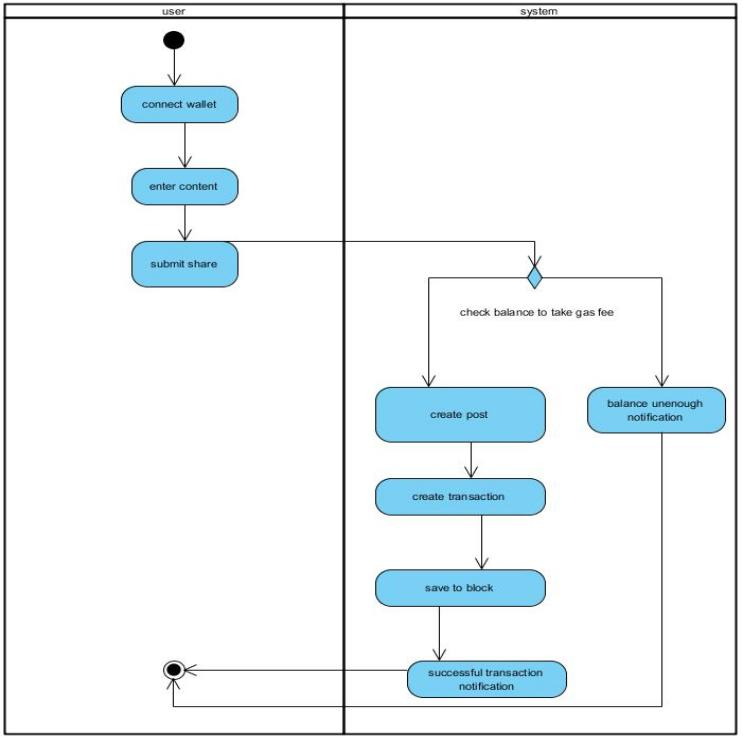 user
system
connect wallet
enter content
submit share
check balance to take gas fee
create post
balance unenough
notification
create transaction
save to block
successful transaction
notification